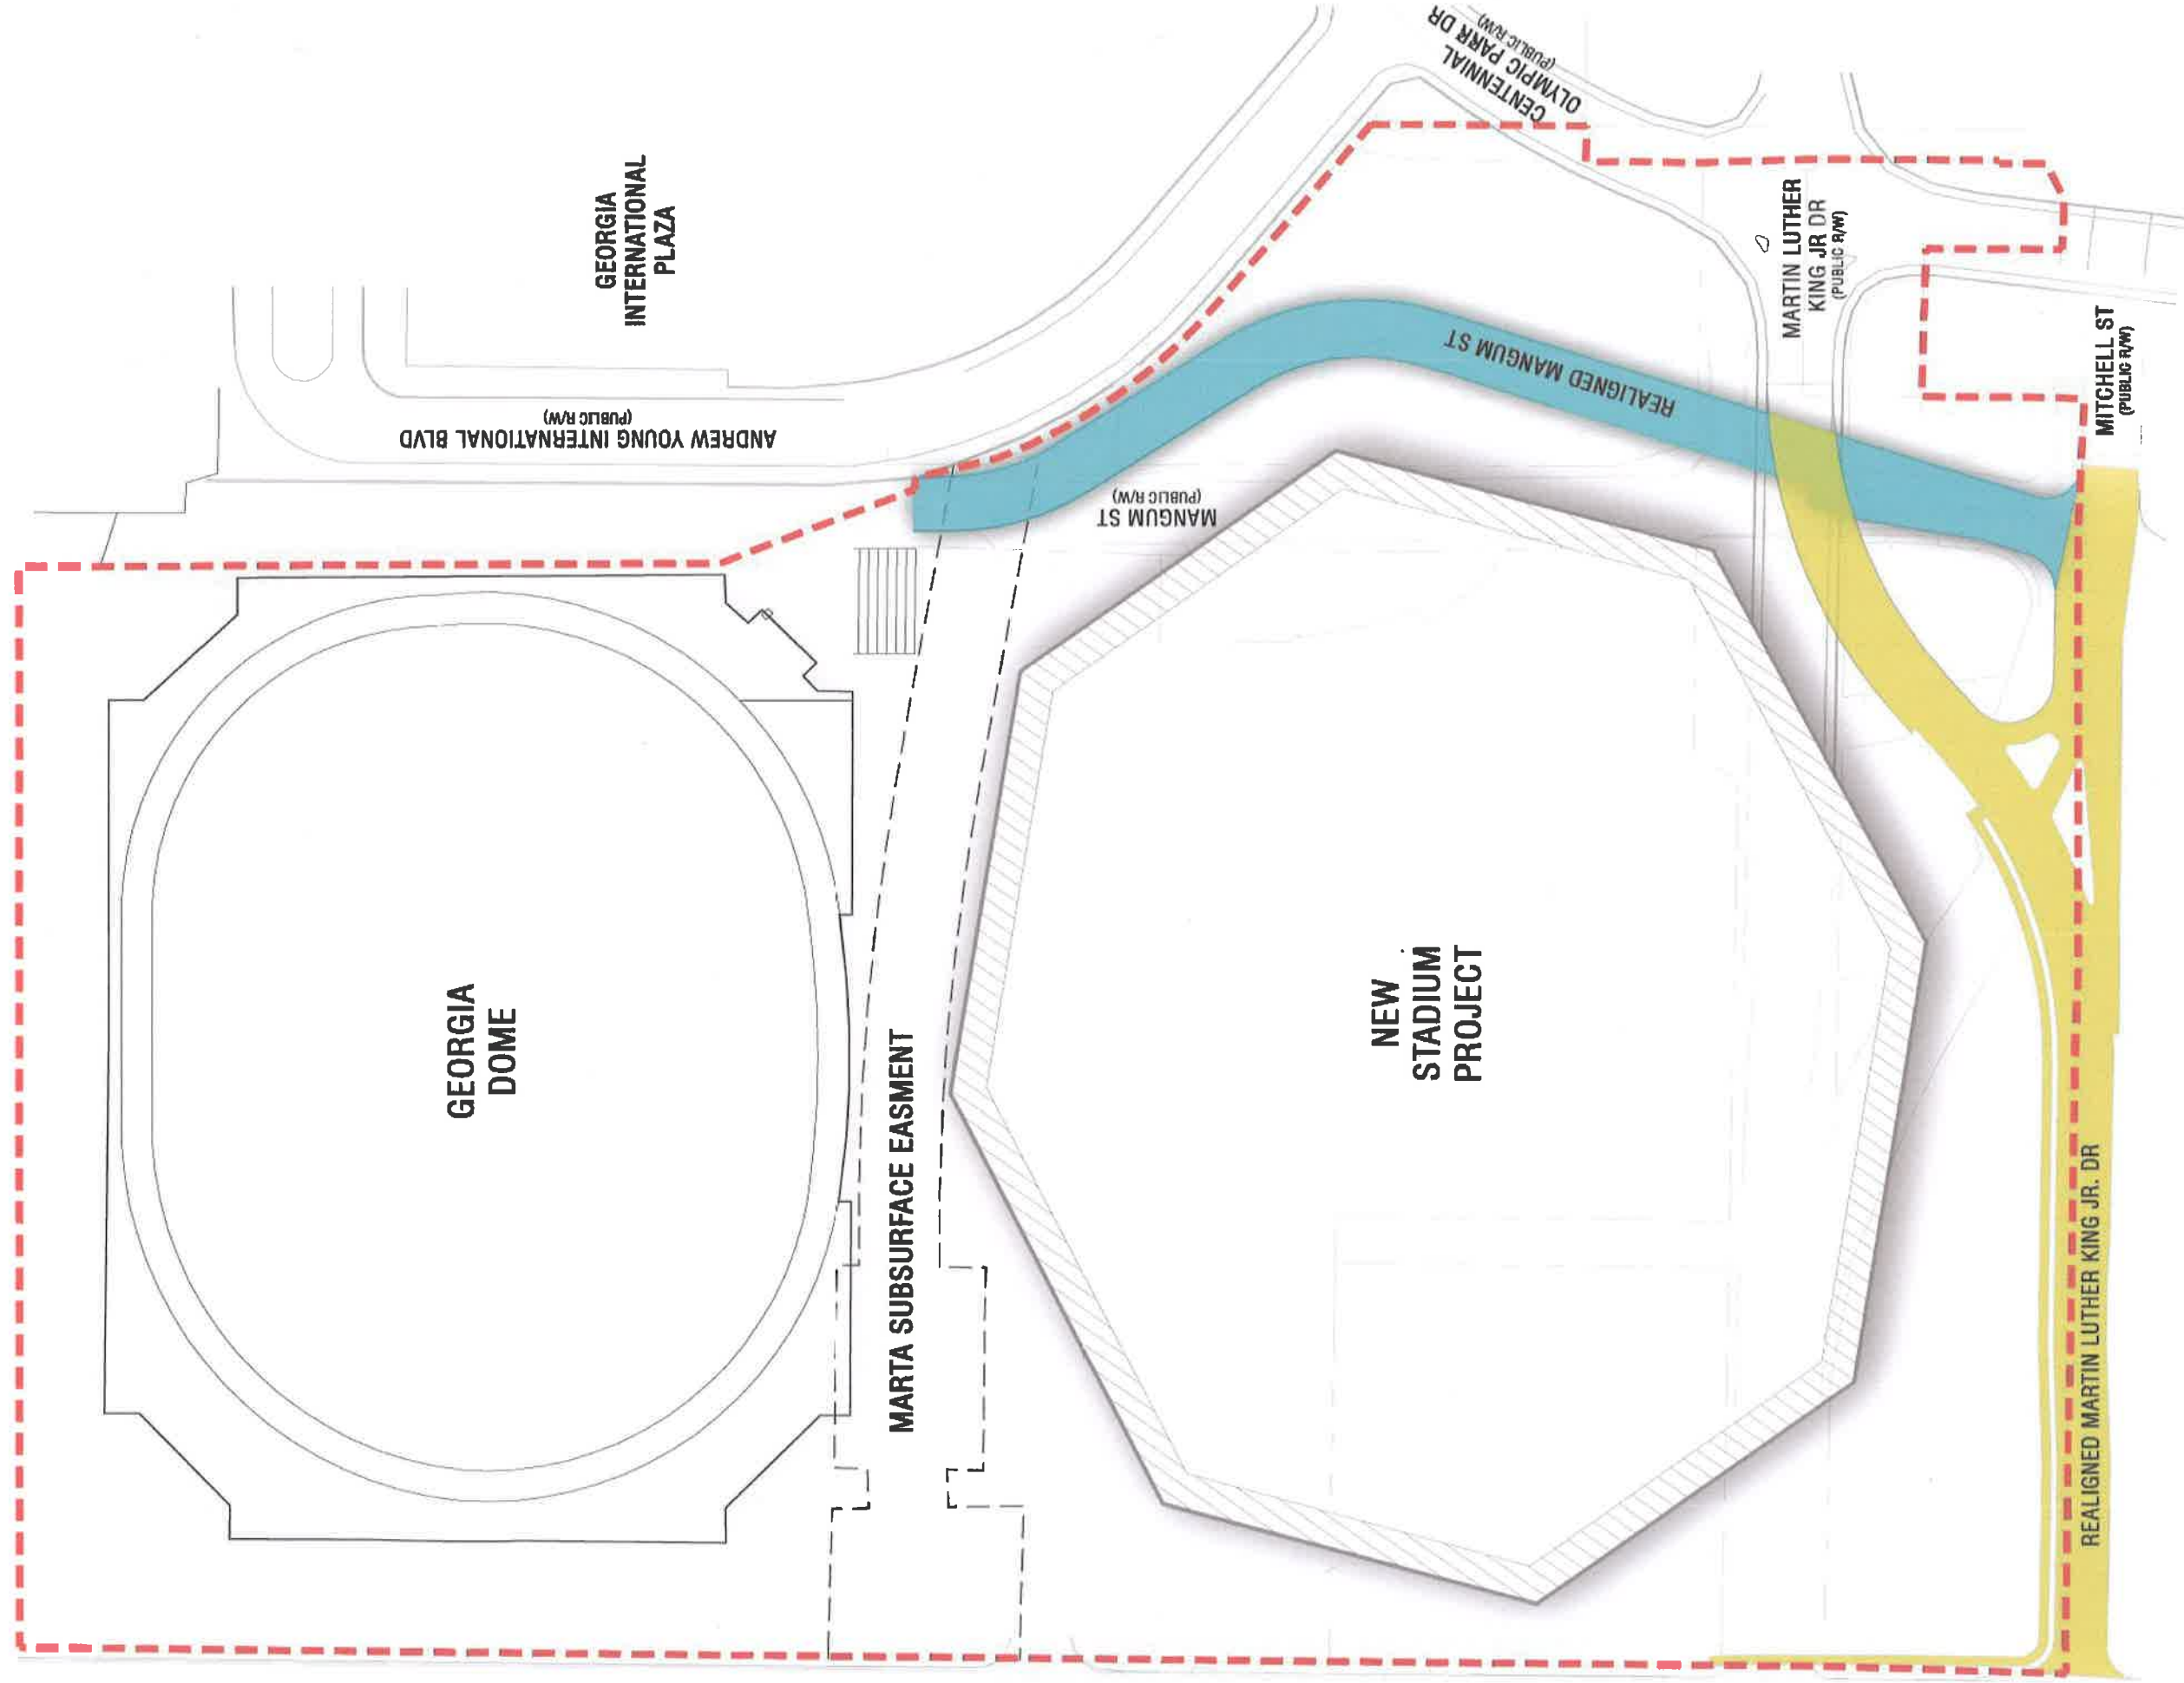 GEORGIA
INTERNATIONAL
PLAZA
ANDREW YOUNG INTERNATIONAL BLVD
(PUBLIC R/W)
CENTENNIAL
OLYMPIC PARR DR
(PUBLIC R/W)
MANGUM ST
(PUBLIC R/W)
REALIGNED MANGUM ST
MARTIN LUTHER
KING JR DR
(PUBLIC R/W)
MITCHELL ST
(PUBLIC R/W)
GEORGIA
DOME
MARTA SUBSURFACE EASMENT
NEW
STADIUM
PROJECT
REALIGNED MARTIN LUTHER KING JR. DR